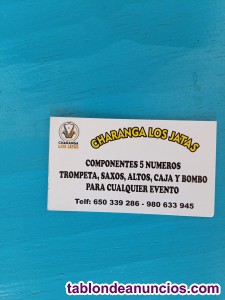 CHARANGA LOS JATAS
CHARANGA
LOS JATAS
COMPONENTES 5 NUMEROS
TROMPETA, SAXOS, ALTOS, CAJA Y BOMBO
PARA CUALQUIER EVENTO
Telf: 650 339 286 - 980 633 945
tablondeanuncios.com